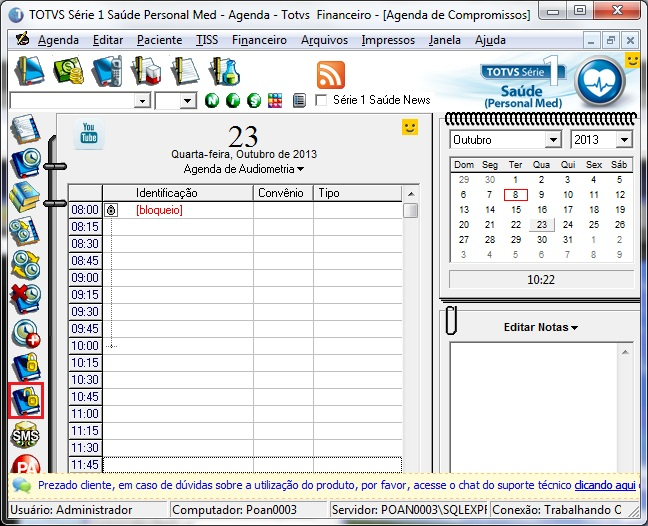 TOTVS Série 1 Saúde Personal Med - Agenda - Totvs Financeiro - [Agenda de Compromissos]
Agenda Editar Paciente TISS Financeiro Arquivos Impressos Janela Ajuda
TOTVS Série 1
Saúde
(Personal Med)
N I S Série 1 Saúde News
You Tube
23
Quarta-feira, Outubro de 2013
Agenda de Audiometria
Identificação Convênio Tipo
08:00 [bloqueio]
08:15
08:30
08:45
09:00
09:15
09:30
09:45
10:00
10:15
10:30
10:45
11:00
11:15
11:30
11:45
SMS
PA
Outubro 2013
Dom Seg Ter Qua Qui Sex Sáb
29 30 1 2 3 4 5
6 7 8 9 10 11 12
13 14 15 16 17 18 19
20 21 22 23 24 25 26
27 28 29 30 31 1 2
3 4 5 6 7 8 9
10:22
Editar Notas
Prezado cliente, em caso de dúvidas sobre a utilização do produto, por favor, acesse o chat do suporte técnico clicando aqui
Usuário: Administrador Computador: Poan0003 Servidor: POAN0003\SQLEXPR Conexão: Trabalhando O